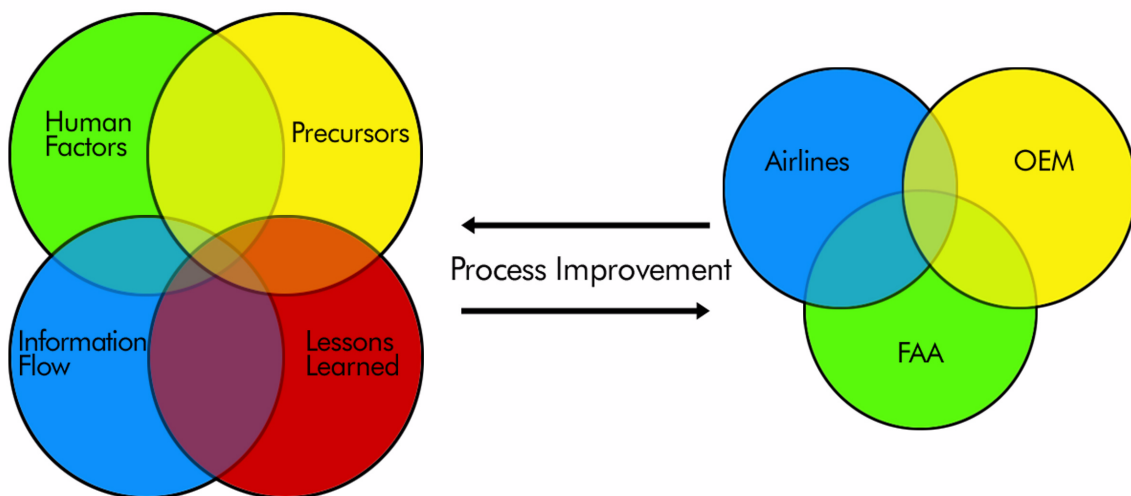 Human
Factors
Precursors
Information
Flow
Lessons
Learned
Process Improvement
Airlines
OEM
FAA